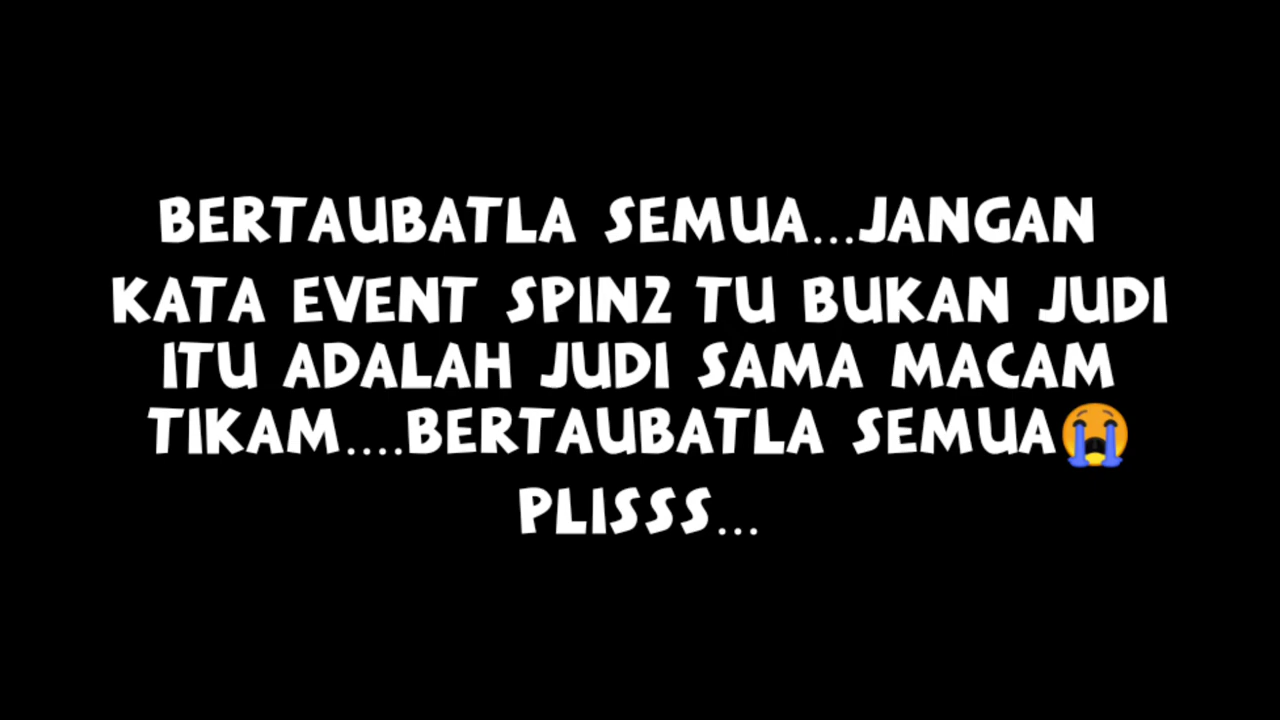 BERTAUBATLA SEMUA...JANGAN
KATA EVENT SPIN2 TU BUKAN JUDI
ITU ADALAH JUDI SAMA MACAM
TIKAM....BERTAUBATLA SEMUA😭
PLISSS...